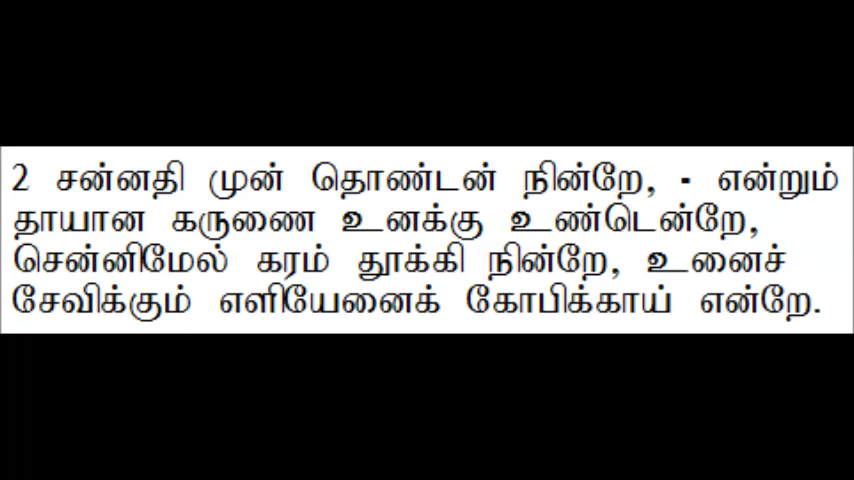 2 சன்னதி முன் தொண்டன் நின்றே, - என்றும்
தாயான கருணை உனக்கு உண்டென்றே,
சென்னிமேல் கரம் தூக்கி நின்றே, உனைச்
சேவிக்கும் எளியேனைக் கோபிக்காய் என்றே.